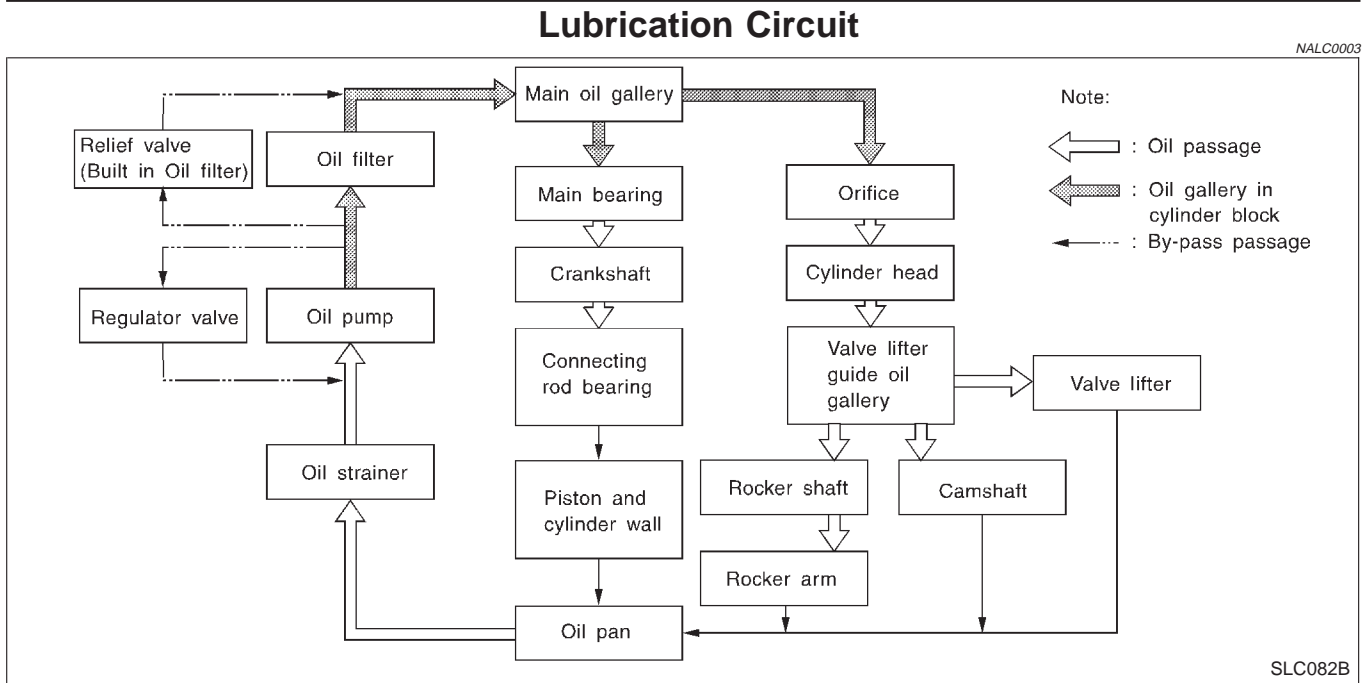 Lubrication Circuit
NALC0003
Main oil gallery
Note:
Relief valve
(Built in Oil filter)
Oil filter
: Oil passage
Main bearing
Orifice
: Oil gallery in
cylinder block
: By-pass passage
Crankshaft
Cylinder head
Regulator valve
Oil pump
Connecting
rod bearing
Valve lifter
guide oil
gallery
Valve lifter
Oil strainer
Piston and
cylinder wall
Rocker shaft
Camshaft
Rocker arm
Oil pan
SLC082B